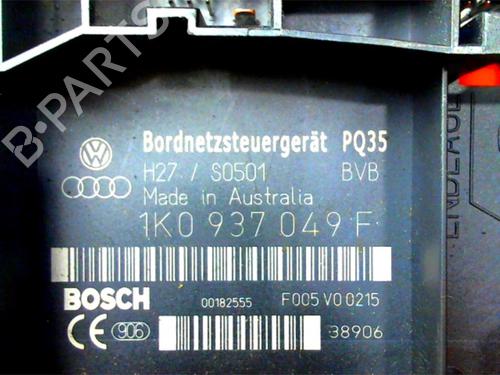 B-PARTS
Bordnetzsteuergerät PQ35
H27 / S0501 BVB
Made in Australia
1K0 937 049 F
BOSCH 00182555 F005 V0 0215
CE 906 38906